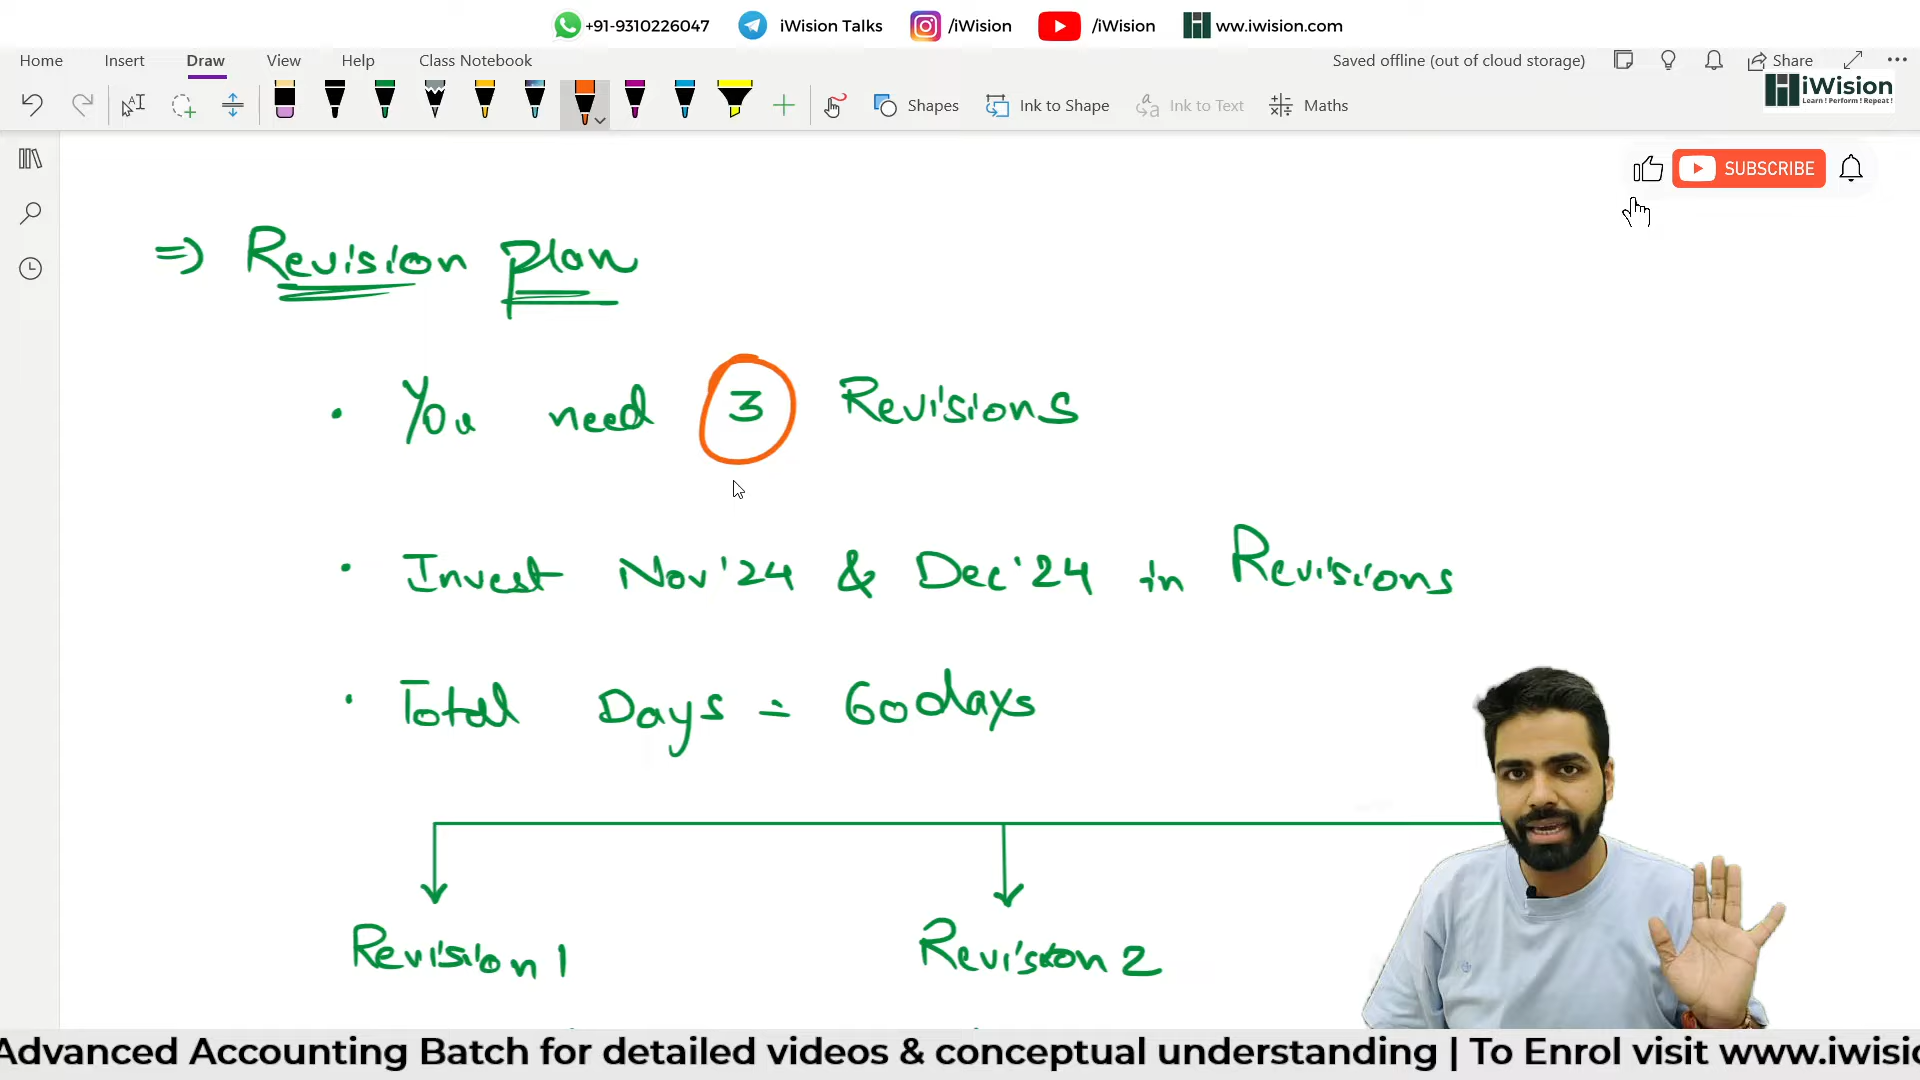 +91-9310226047 iWision Talks /iWision /iWision ww.iwision.com
Home Insert Draw View Help Class Notebook Saved offline (out of cloud storage) Share
Shapes Ink to Shape Ink to Text Maths
iWision
Learn ! Perform ! Repeat !
SUBSCRIBE
⇒ Revision plan
• You need 3 Revisions
• Invest Nov'24 & Dec'24 in Revisions
• Total Days = 60days
Revision 1 Revision 2
Advanced Accounting Batch for detailed videos & conceptual understanding | To Enrol visit www.iwisio